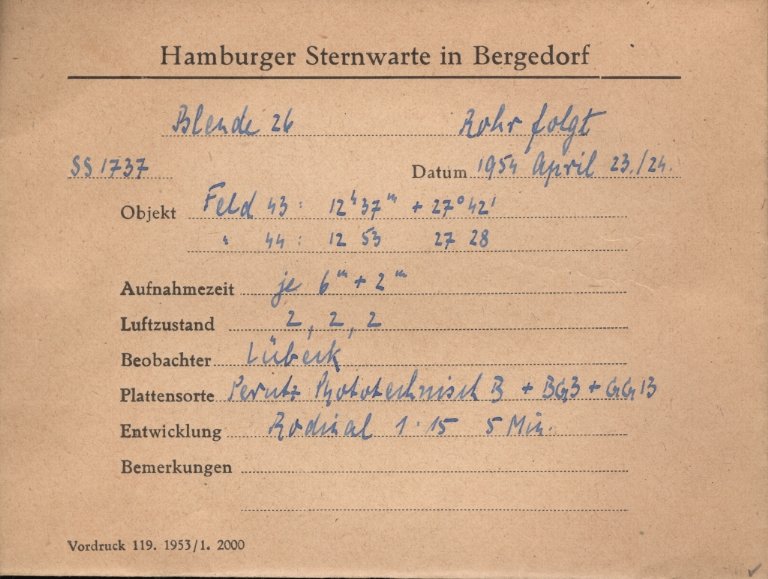 Hamburger Sternwarte in Bergedorf
Blende 26 Rohr folgt
SS 1737 Datum 1954 April 23./24.
Objekt Feld 43 : 12ʰ37ᵐ + 27°42'
" 44 : 12 53 27 28
Aufnahmezeit je 6ᵐ + 2ᵐ
Luftzustand 2, 2, 2
Beobachter Lübeck
Plattensorte Perutz Phototechnisch B + BG3 + GG13
Entwicklung Rodinal 1:15 5 Min.
Bemerkungen
Vordruck 119. 1953/1. 2000